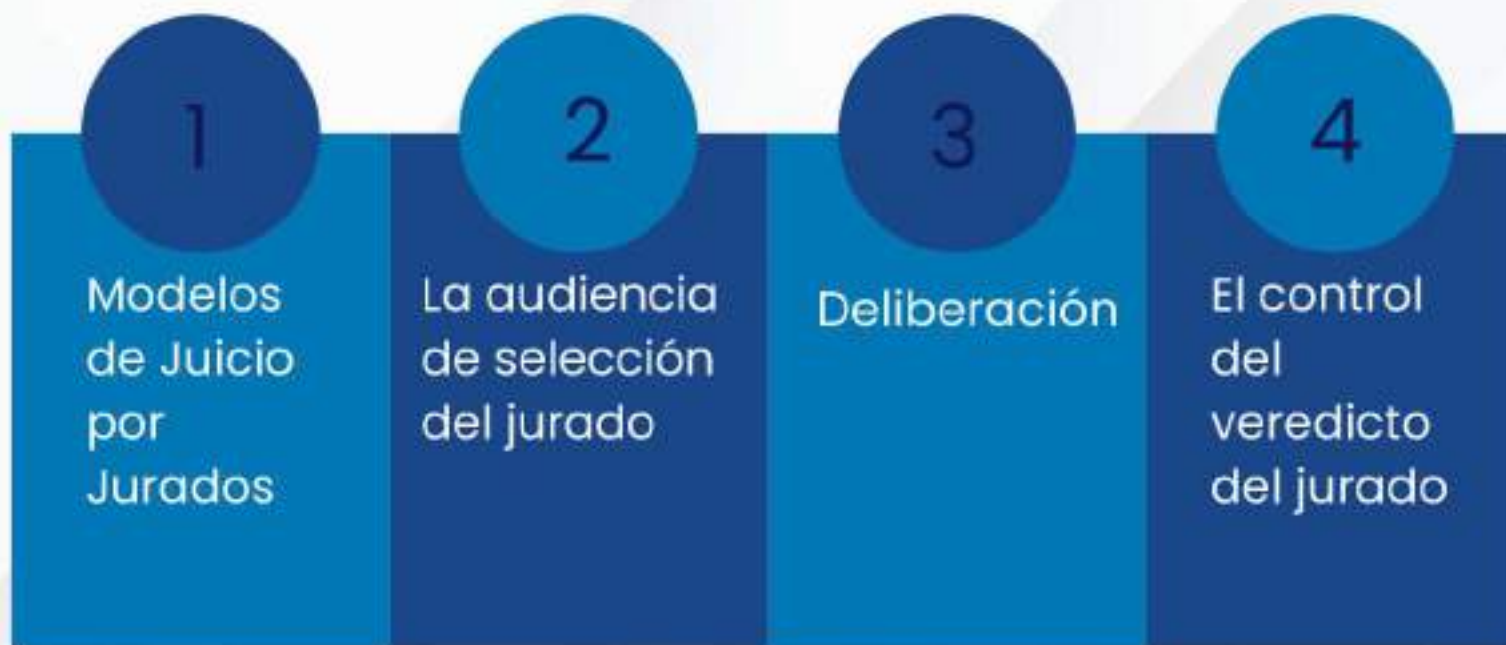 1
Modelos
de Juicio
por
Jurados
2
La audiencia
de selección
del jurado
3
Deliberación
4
El control
del
veredicto
del jurado